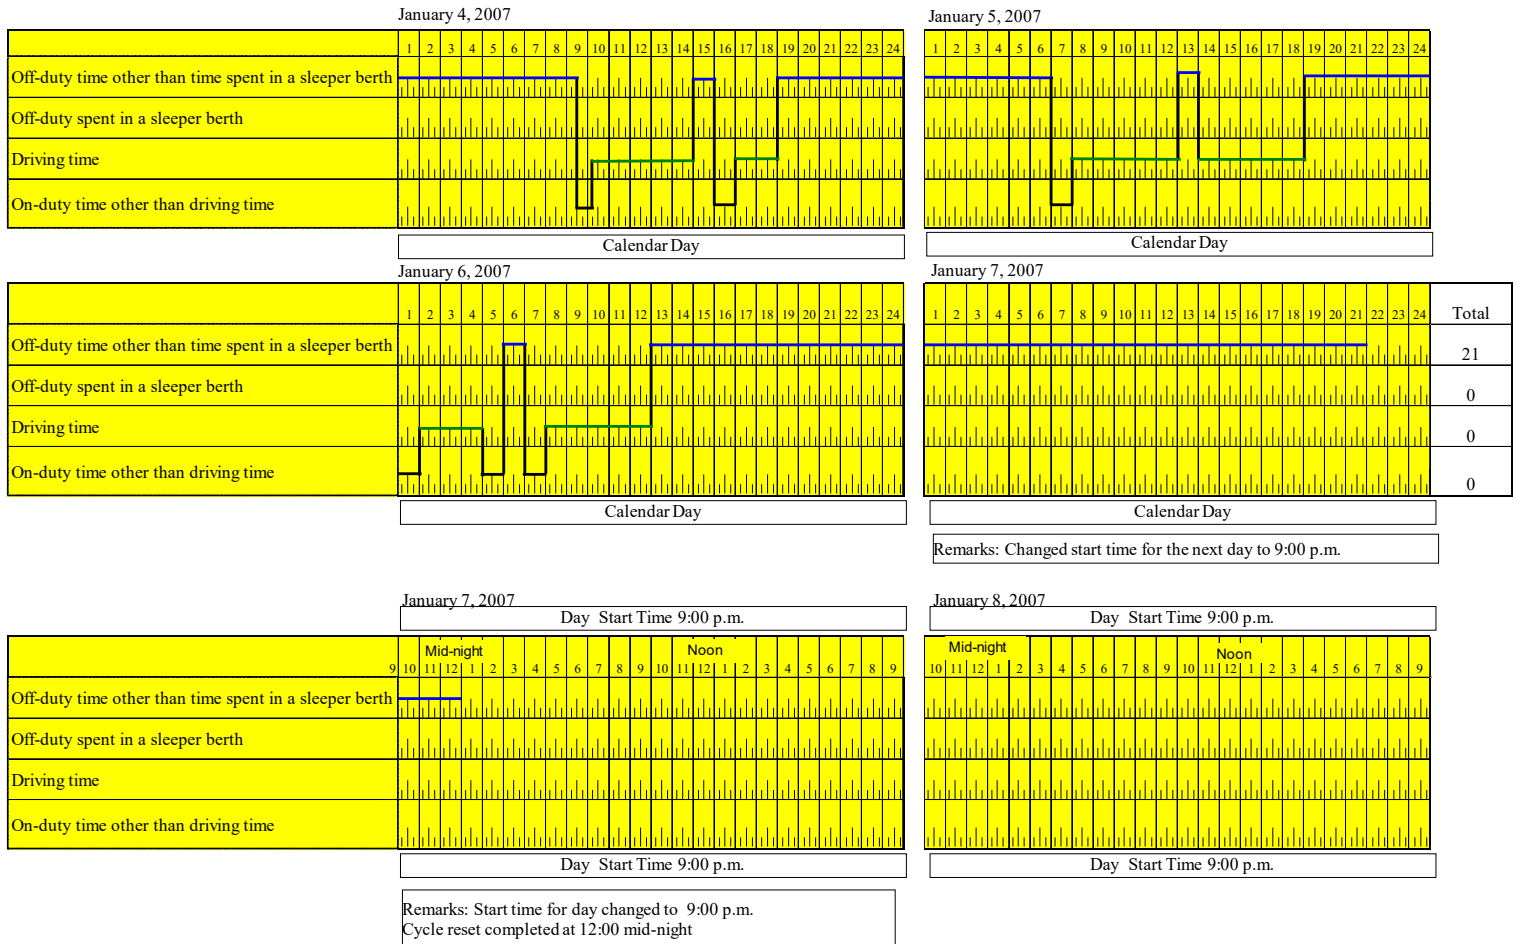 January 4, 2007
January 5, 2007
1 2 3 4 5 6 7 8 9 10 11 12 13 14 15 16 17 18 19 20 21 22 23 24
1 2 3 4 5 6 7 8 9 10 11 12 13 14 15 16 17 18 19 20 21 22 23 24
Off-duty time other than time spent in a sleeper berth
Off-duty spent in a sleeper berth
Driving time
On-duty time other than driving time
Calendar Day
Calendar Day
January 6, 2007
January 7, 2007
1 2 3 4 5 6 7 8 9 10 11 12 13 14 15 16 17 18 19 20 21 22 23 24
1 2 3 4 5 6 7 8 9 10 11 12 13 14 15 16 17 18 19 20 21 22 23 24
Total
Off-duty time other than time spent in a sleeper berth
21
Off-duty spent in a sleeper berth
0
Driving time
0
On-duty time other than driving time
0
Calendar Day
Calendar Day
Remarks: Changed start time for the next day to 9:00 p.m.
January 7, 2007
January 8, 2007
Day Start Time 9:00 p.m.
Day Start Time 9:00 p.m.
Mid-night
Noon
Mid-night
Noon
9 10 11 12 1 2 3 4 5 6 7 8 9 10 11 12 1 2 3 4 5 6 7 8 9
10 11 12 1 2 3 4 5 6 7 8 9 10 11 12 1 2 3 4 5 6 7 8 9
Off-duty time other than time spent in a sleeper berth
Off-duty spent in a sleeper berth
Driving time
On-duty time other than driving time
Day Start Time 9:00 p.m.
Day Start Time 9:00 p.m.
Remarks: Start time for day changed to 9:00 p.m.
Cycle reset completed at 12:00 mid-night